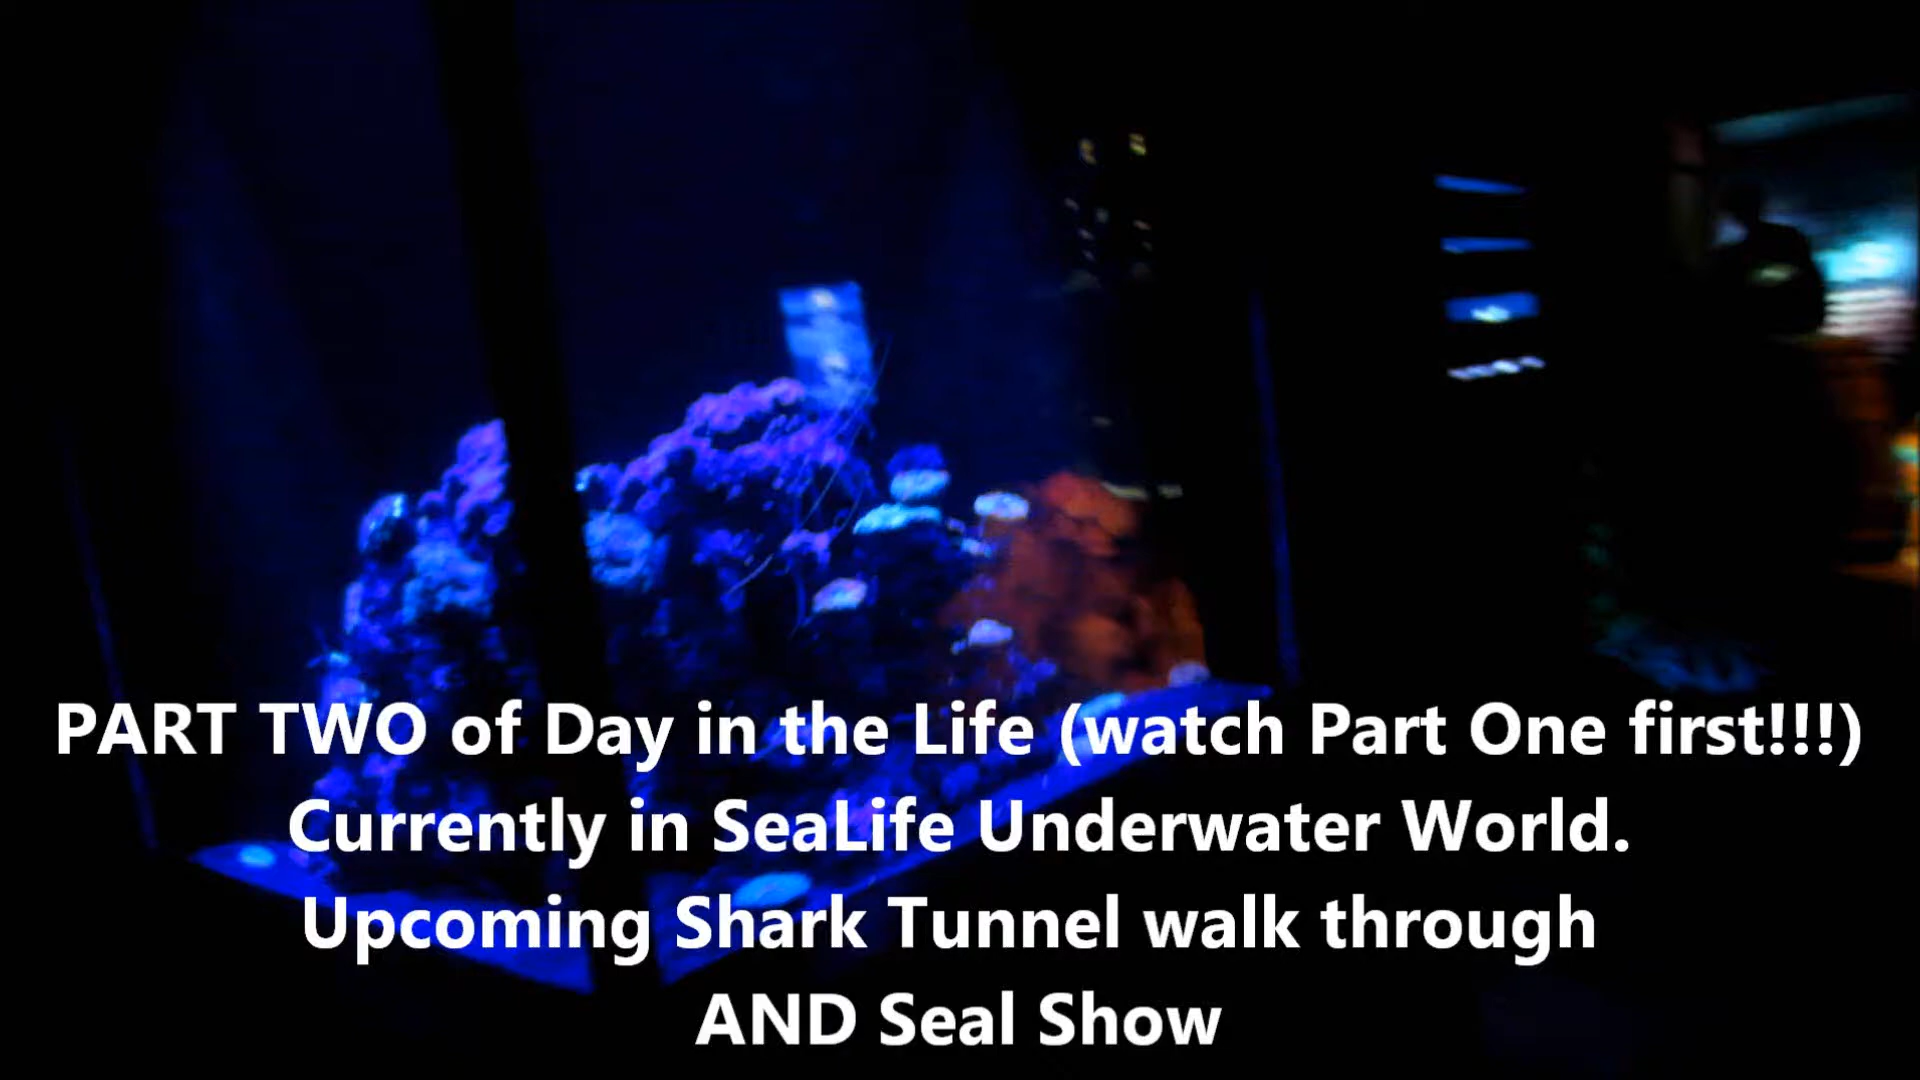 PART TWO of Day in the Life (watch Part One first!!!)
Currently in SeaLife Underwater World.
Upcoming Shark Tunnel walk through
AND Seal Show